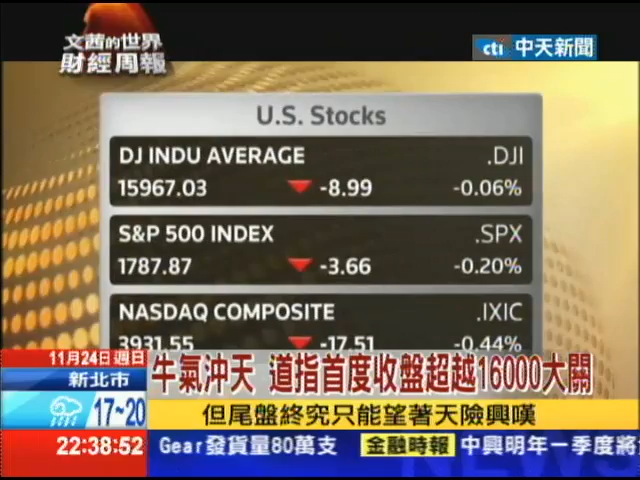 文茜的世界
財經周報
cti 中天新聞
U.S. Stocks
DJ INDU AVERAGE .DJI
15967.03 -8.99 -0.06%
S&P 500 INDEX .SPX
1787.87 -3.66 -0.20%
NASDAQ COMPOSITE .IXIC
3931.55 -17.51 -0.44%
11月24日 週日
新北市
17~20
22:38:52
牛氣沖天 道指首度收盤超越16000大關
但尾盤終究只能望著天險興嘆
Gear發貨量80萬支 金融時報 中興明年一季度將
NEWS